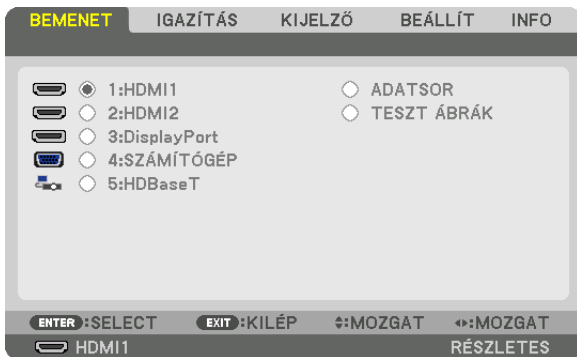 BEMENET IGAZÍTÁS KIJELZŐ BEÁLLÍT INFO
1:HDMI1 ADATSOR
2:HDMI2 TESZT ÁBRÁK
3:DisplayPort
4:SZÁMÍTÓGÉP
5:HDBaseT
ENTER:SELECT EXIT:KILÉP :MOZGAT :MOZGAT
HDMI1 RÉSZLETES